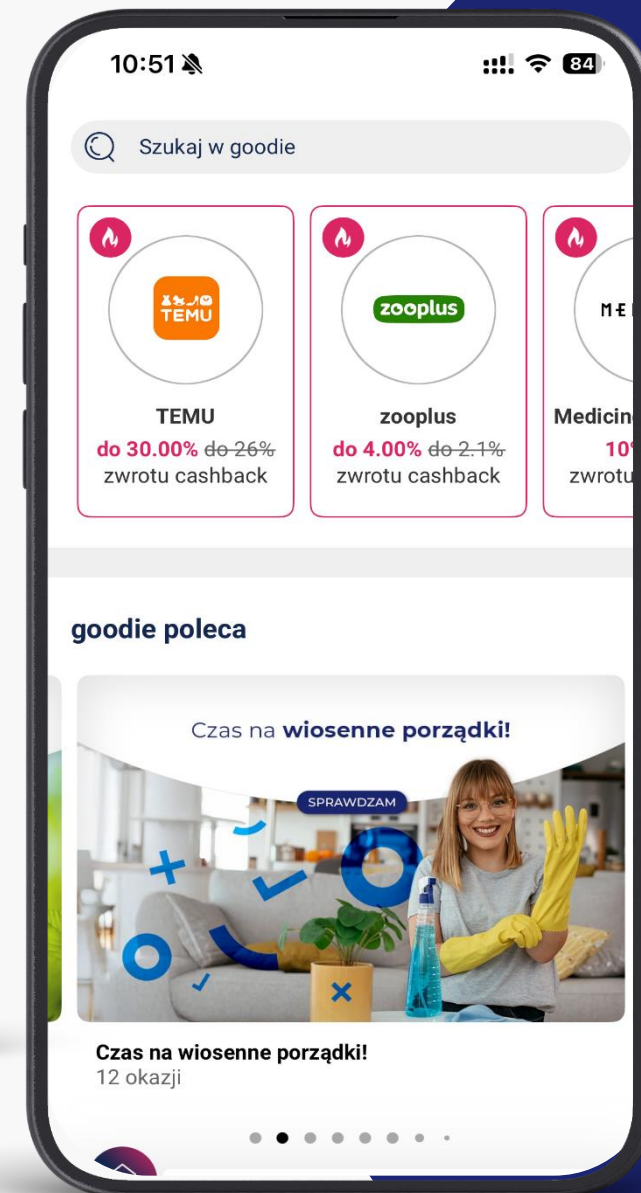 10:51
84
Szukaj w goodie
TEMU
zooplus
TEMU
do 30.00% do 26%
zwrotu cashback
zooplus
do 4.00% do 2.1%
zwrotu cashback
goodie poleca
Czas na wiosenne porządki!
SPRAWDZAM
Czas na wiosenne porządki!
12 okazji